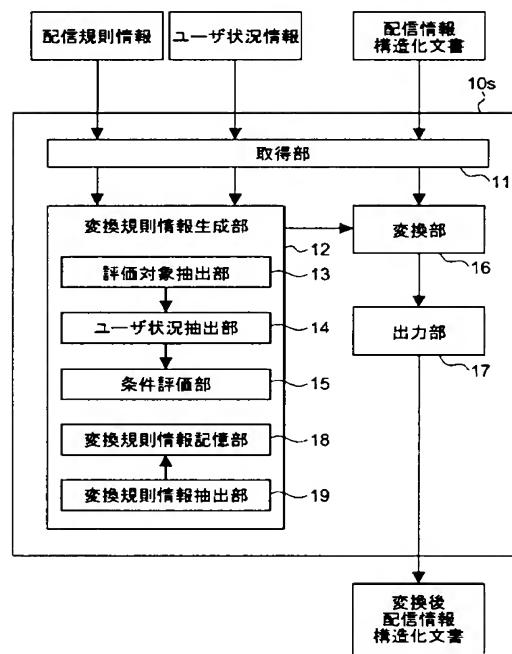 配信規則情報
ユーザ状況情報
配信情報
構造化文書
10s
取得部
11
変換規則情報生成部
12
変換部
16
評価対象抽出部
13
ユーザ状況抽出部
14
出力部
17
条件評価部
15
変換規則情報記憶部
18
変換規則情報抽出部
19
変換後
配信情報
構造化文書